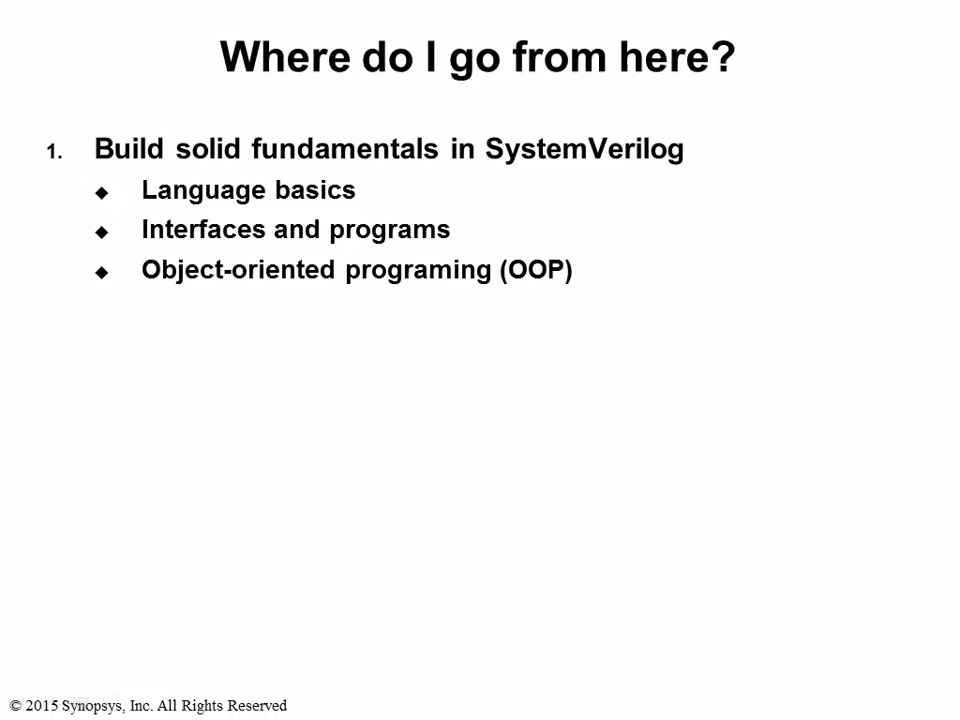 Where do I go from here?
1. Build solid fundamentals in SystemVerilog
◆ Language basics
◆ Interfaces and programs
◆ Object-oriented programing (OOP)
© 2015 Synopsys, Inc. All Rights Reserved